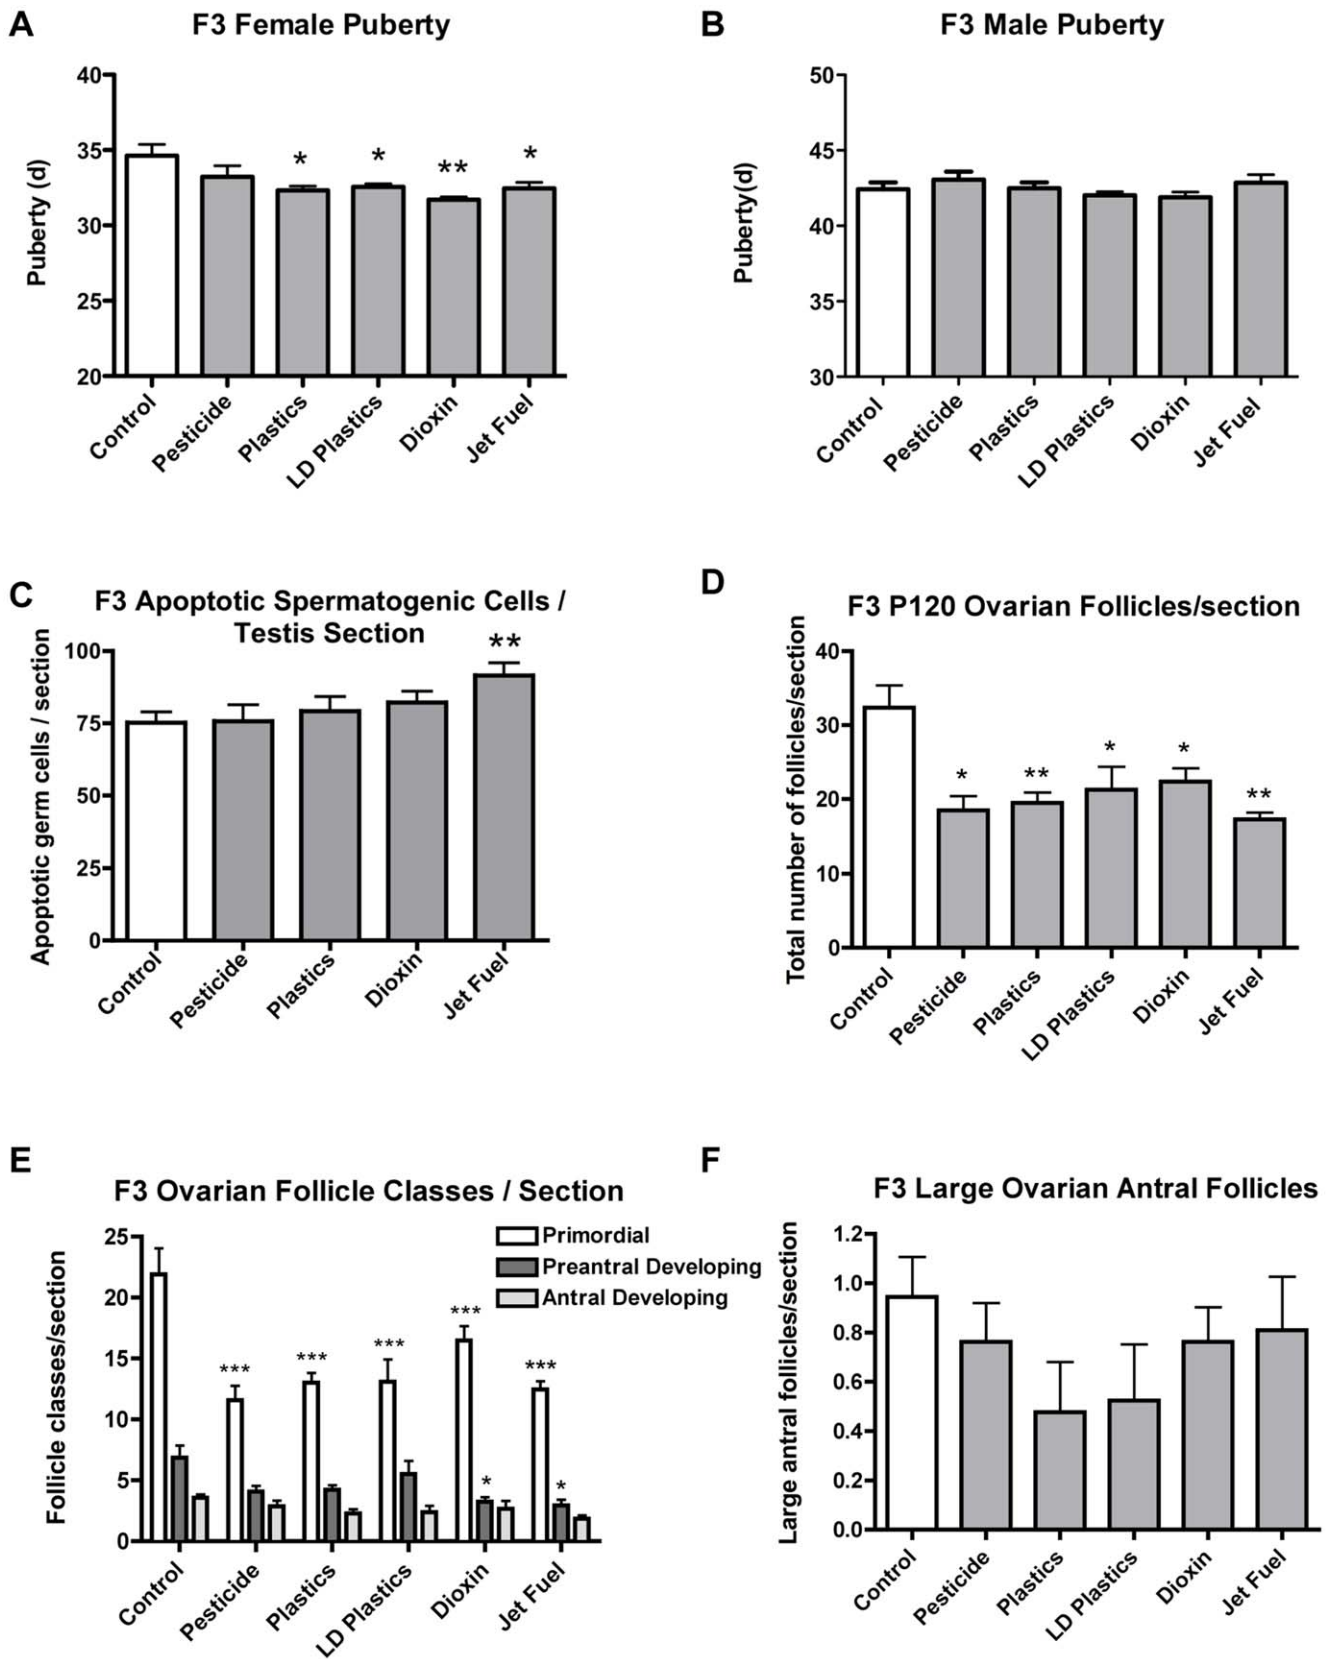 A
F3 Female Puberty
Puberty (d)
40
35
30
25
20
*
*
**
*
Control
Pesticide
Plastics
LD Plastics
Dioxin
Jet Fuel
B
F3 Male Puberty
Puberty(d)
50
45
40
35
30
Control
Pesticide
Plastics
LD Plastics
Dioxin
Jet Fuel
C
F3 Apoptotic Spermatogenic Cells /
Testis Section
Apoptotic germ cells / section
100
75
50
25
0
**
Control
Pesticide
Plastics
Dioxin
Jet Fuel
D
F3 P120 Ovarian Follicles/section
Total number of follicles/section
40
30
20
10
0
*
**
*
*
**
Control
Pesticide
Plastics
LD Plastics
Dioxin
Jet Fuel
E
F3 Ovarian Follicle Classes / Section
Follicle classes/section
25
20
15
10
5
0
Primordial
Preantral Developing
Antral Developing
***
***
***
***
*
***
*
Control
Pesticide
Plastics
LD Plastics
Dioxin
Jet Fuel
F
F3 Large Ovarian Antral Follicles
Large antral follicles/section
1.2
1.0
0.8
0.6
0.4
0.2
0.0
Control
Pesticide
Plastics
LD Plastics
Dioxin
Jet Fuel